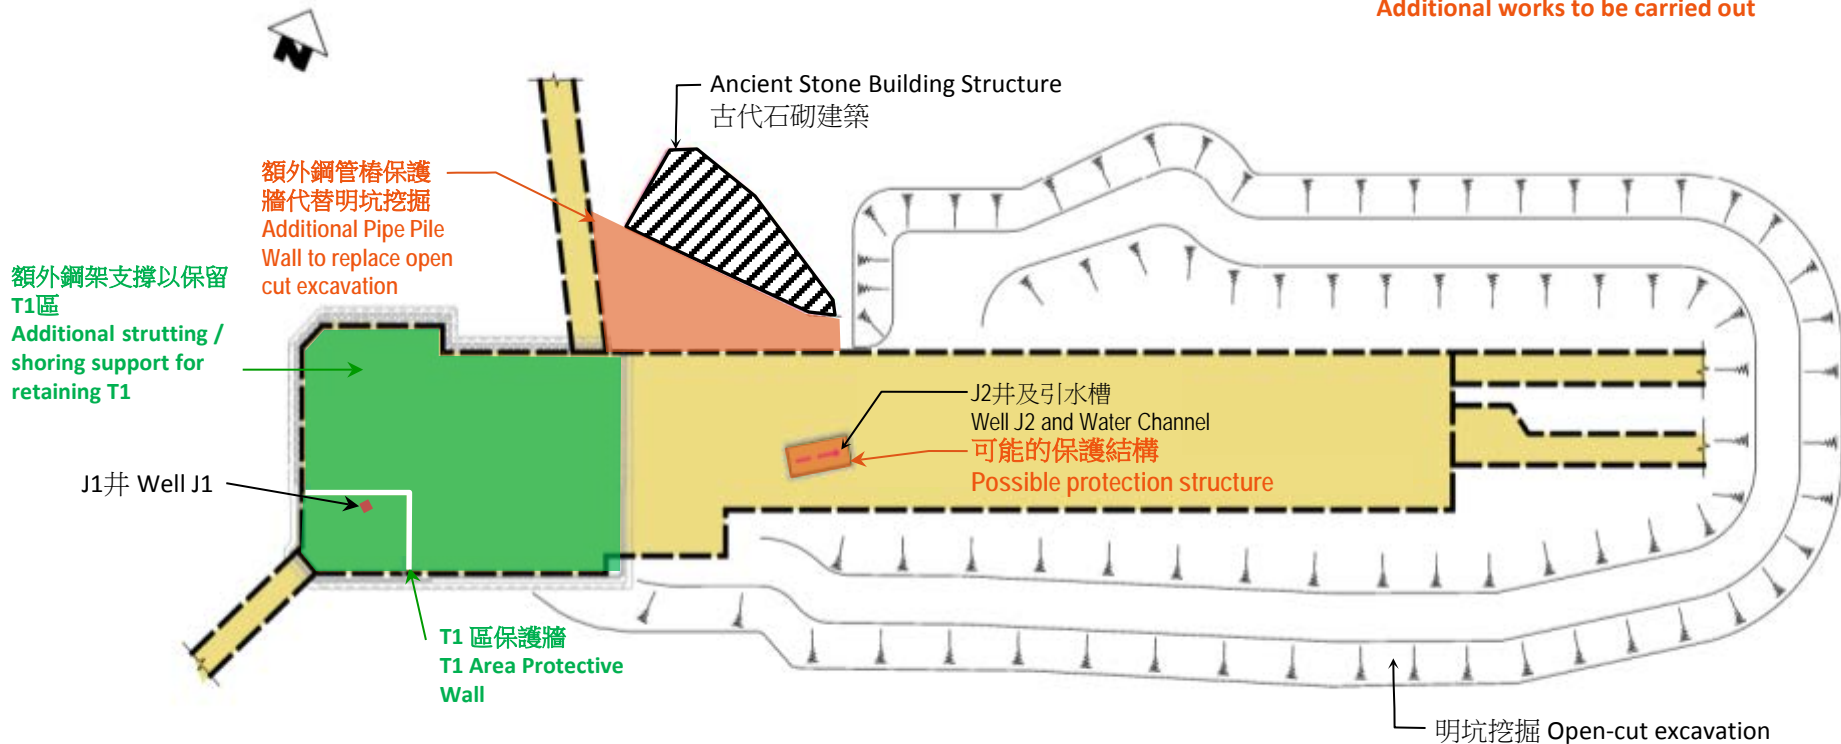 Additional works to be carried out
N
Ancient Stone Building Structure
古代石砌建築
額外鋼管樁保護
牆代替明坑挖掘
Additional Pipe Pile
Wall to replace open
cut excavation
額外鋼架支撐以保留
T1區
Additional strutting /
shoring support for
retaining T1
J2井及引水槽
Well J2 and Water Channel
可能的保護結構
Possible protection structure
J1井 Well J1
T1 區保護牆
T1 Area Protective
Wall
明坑挖掘 Open-cut excavation